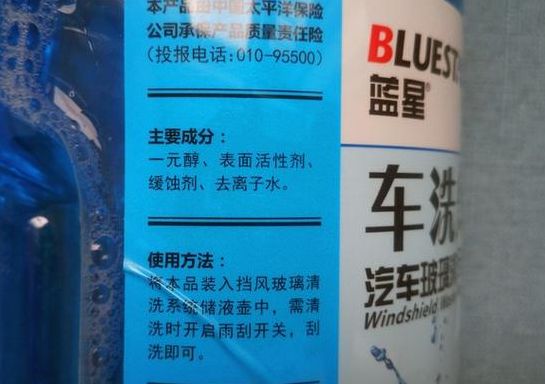 本产品由中国太平洋保险
公司承保产品质量责任险
(投报电话:010-95500)
主要成分：
一元醇、表面活性剂、
缓蚀剂、去离子水。
使用方法：
将本品装入挡风玻璃清
洗系统储液壶中，需清
洗时开启雨刮开关，刮
洗即可。
BLUEST
蓝星®
车洗
汽车玻璃
Windshield